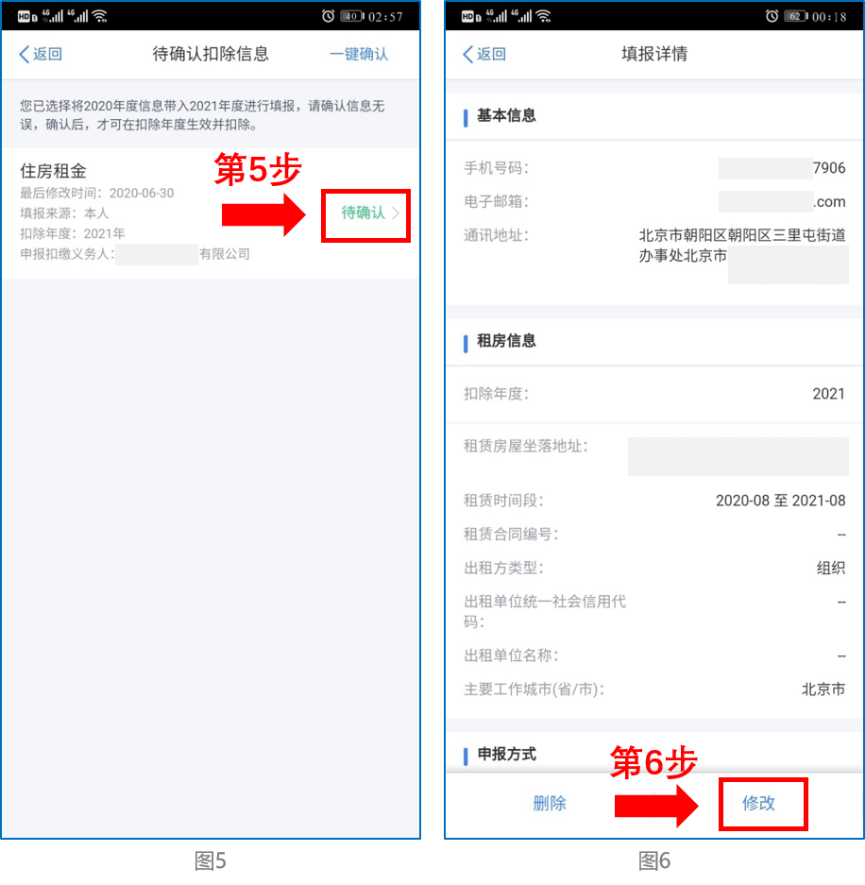 HD 4G 4G 40 02:57
返回 待确认扣除信息 一键确认
您已选择将2020年度信息带入2021年度进行填报，请确认信息无
误，确认后，才可在扣除年度生效并扣除。
住房租金
最后修改时间：2020-06-30
填报来源：本人
扣除年度：2021年
申报扣缴义务人：有限公司
待确认
第5步
图5
HD 4G 4G 62 00:18
返回 填报详情
基本信息
手机号码： 7906
电子邮箱： .com
通讯地址： 北京市朝阳区朝阳区三里屯街道
办事处北京市
租房信息
扣除年度： 2021
租赁房屋坐落地址：
租赁时间段： 2020-08 至 2021-08
租赁合同编号： --
出租方类型： 组织
出租单位统一社会信用代 --
码：
出租单位名称： --
主要工作城市(省/市)： 北京市
申报方式
第6步
删除 修改
图6